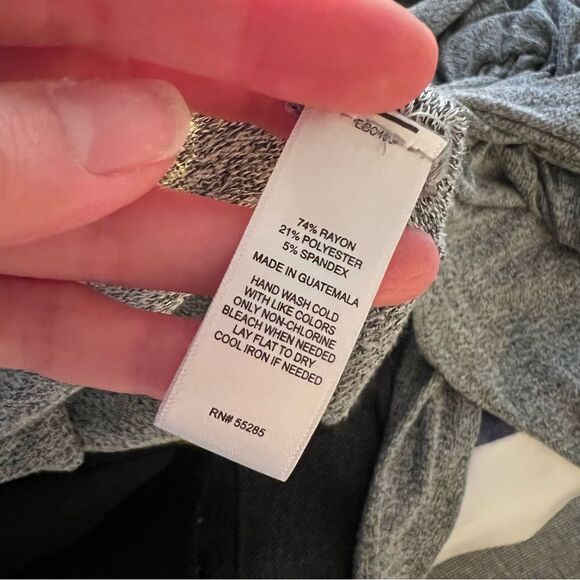 74% RAYON
21% POLYESTER
5% SPANDEX
MADE IN GUATEMALA
HAND WASH COLD
WITH LIKE COLORS
ONLY NON-CHLORINE
BLEACH WHEN NEEDED
LAY FLAT TO DRY
COOL IRON IF NEEDED
RN# 55285